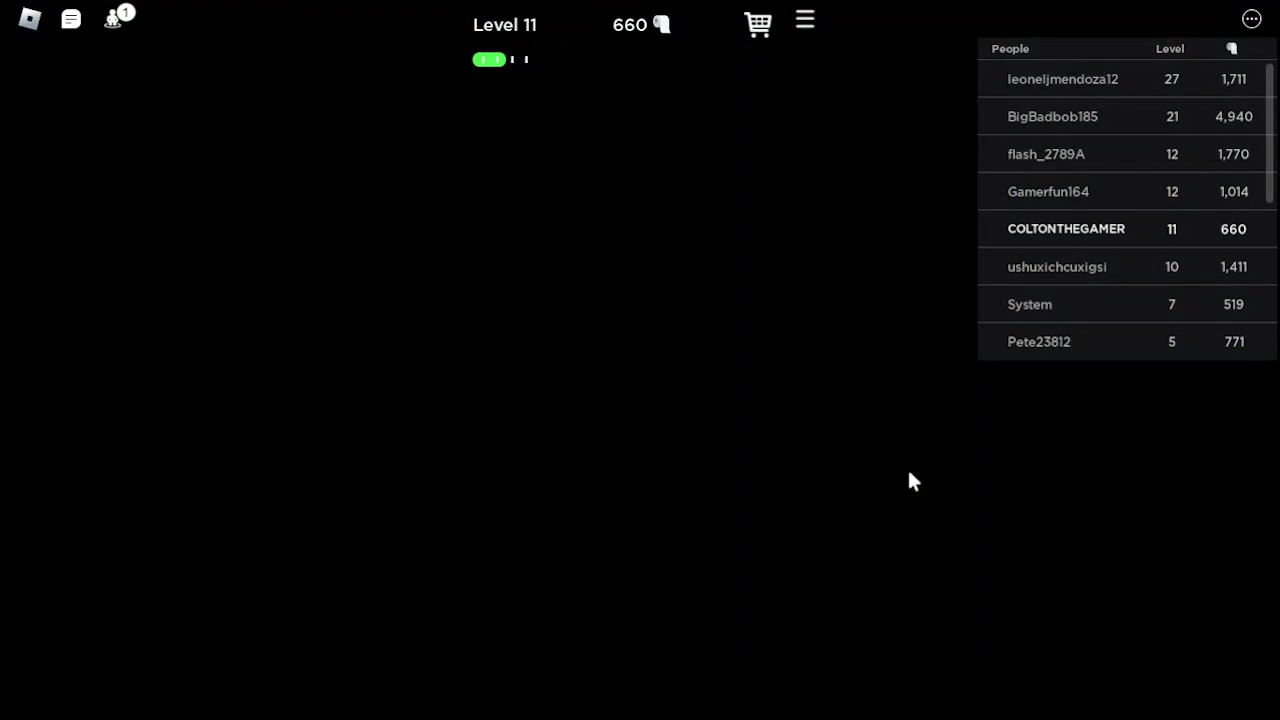 1
Level 11 660
People Level
leoneljmendoza12 27 1,711
BigBadbob185 21 4,940
flash_2789A 12 1,770
Gamerfun164 12 1,014
COLTONTHEGAMER 11 660
ushuxichcuxigsi 10 1,411
System 7 519
Pete23812 5 771